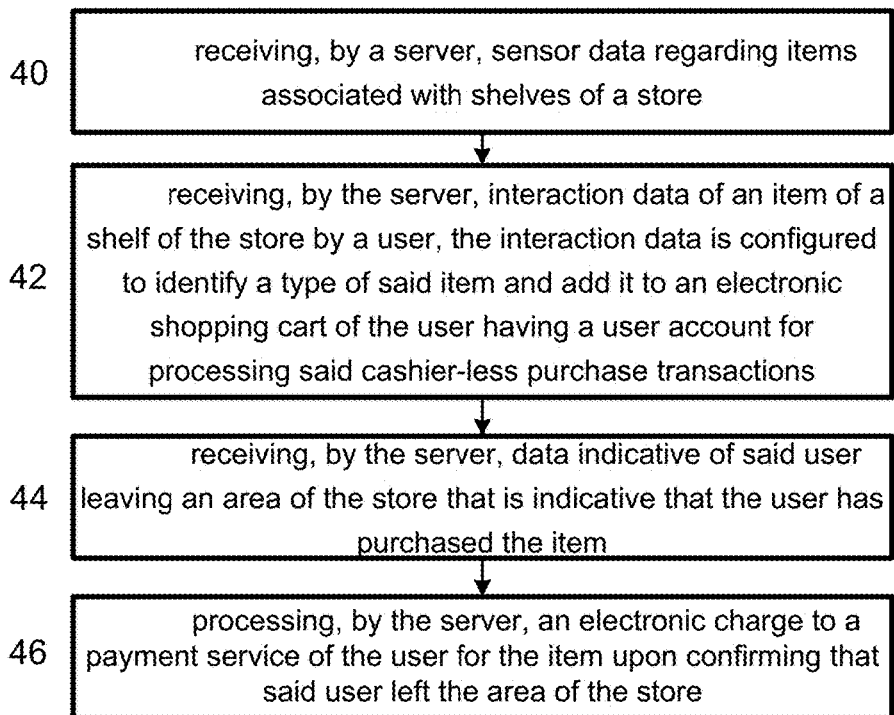 40
receiving, by a server, sensor data regarding items
associated with shelves of a store
42
receiving, by the server, interaction data of an item of a
shelf of the store by a user, the interaction data is configured
to identify a type of said item and add it to an electronic
shopping cart of the user having a user account for
processing said cashier-less purchase transactions
44
receiving, by the server, data indicative of said user
leaving an area of the store that is indicative that the user has
purchased the item
46
processing, by the server, an electronic charge to a
payment service of the user for the item upon confirming that
said user left the area of the store